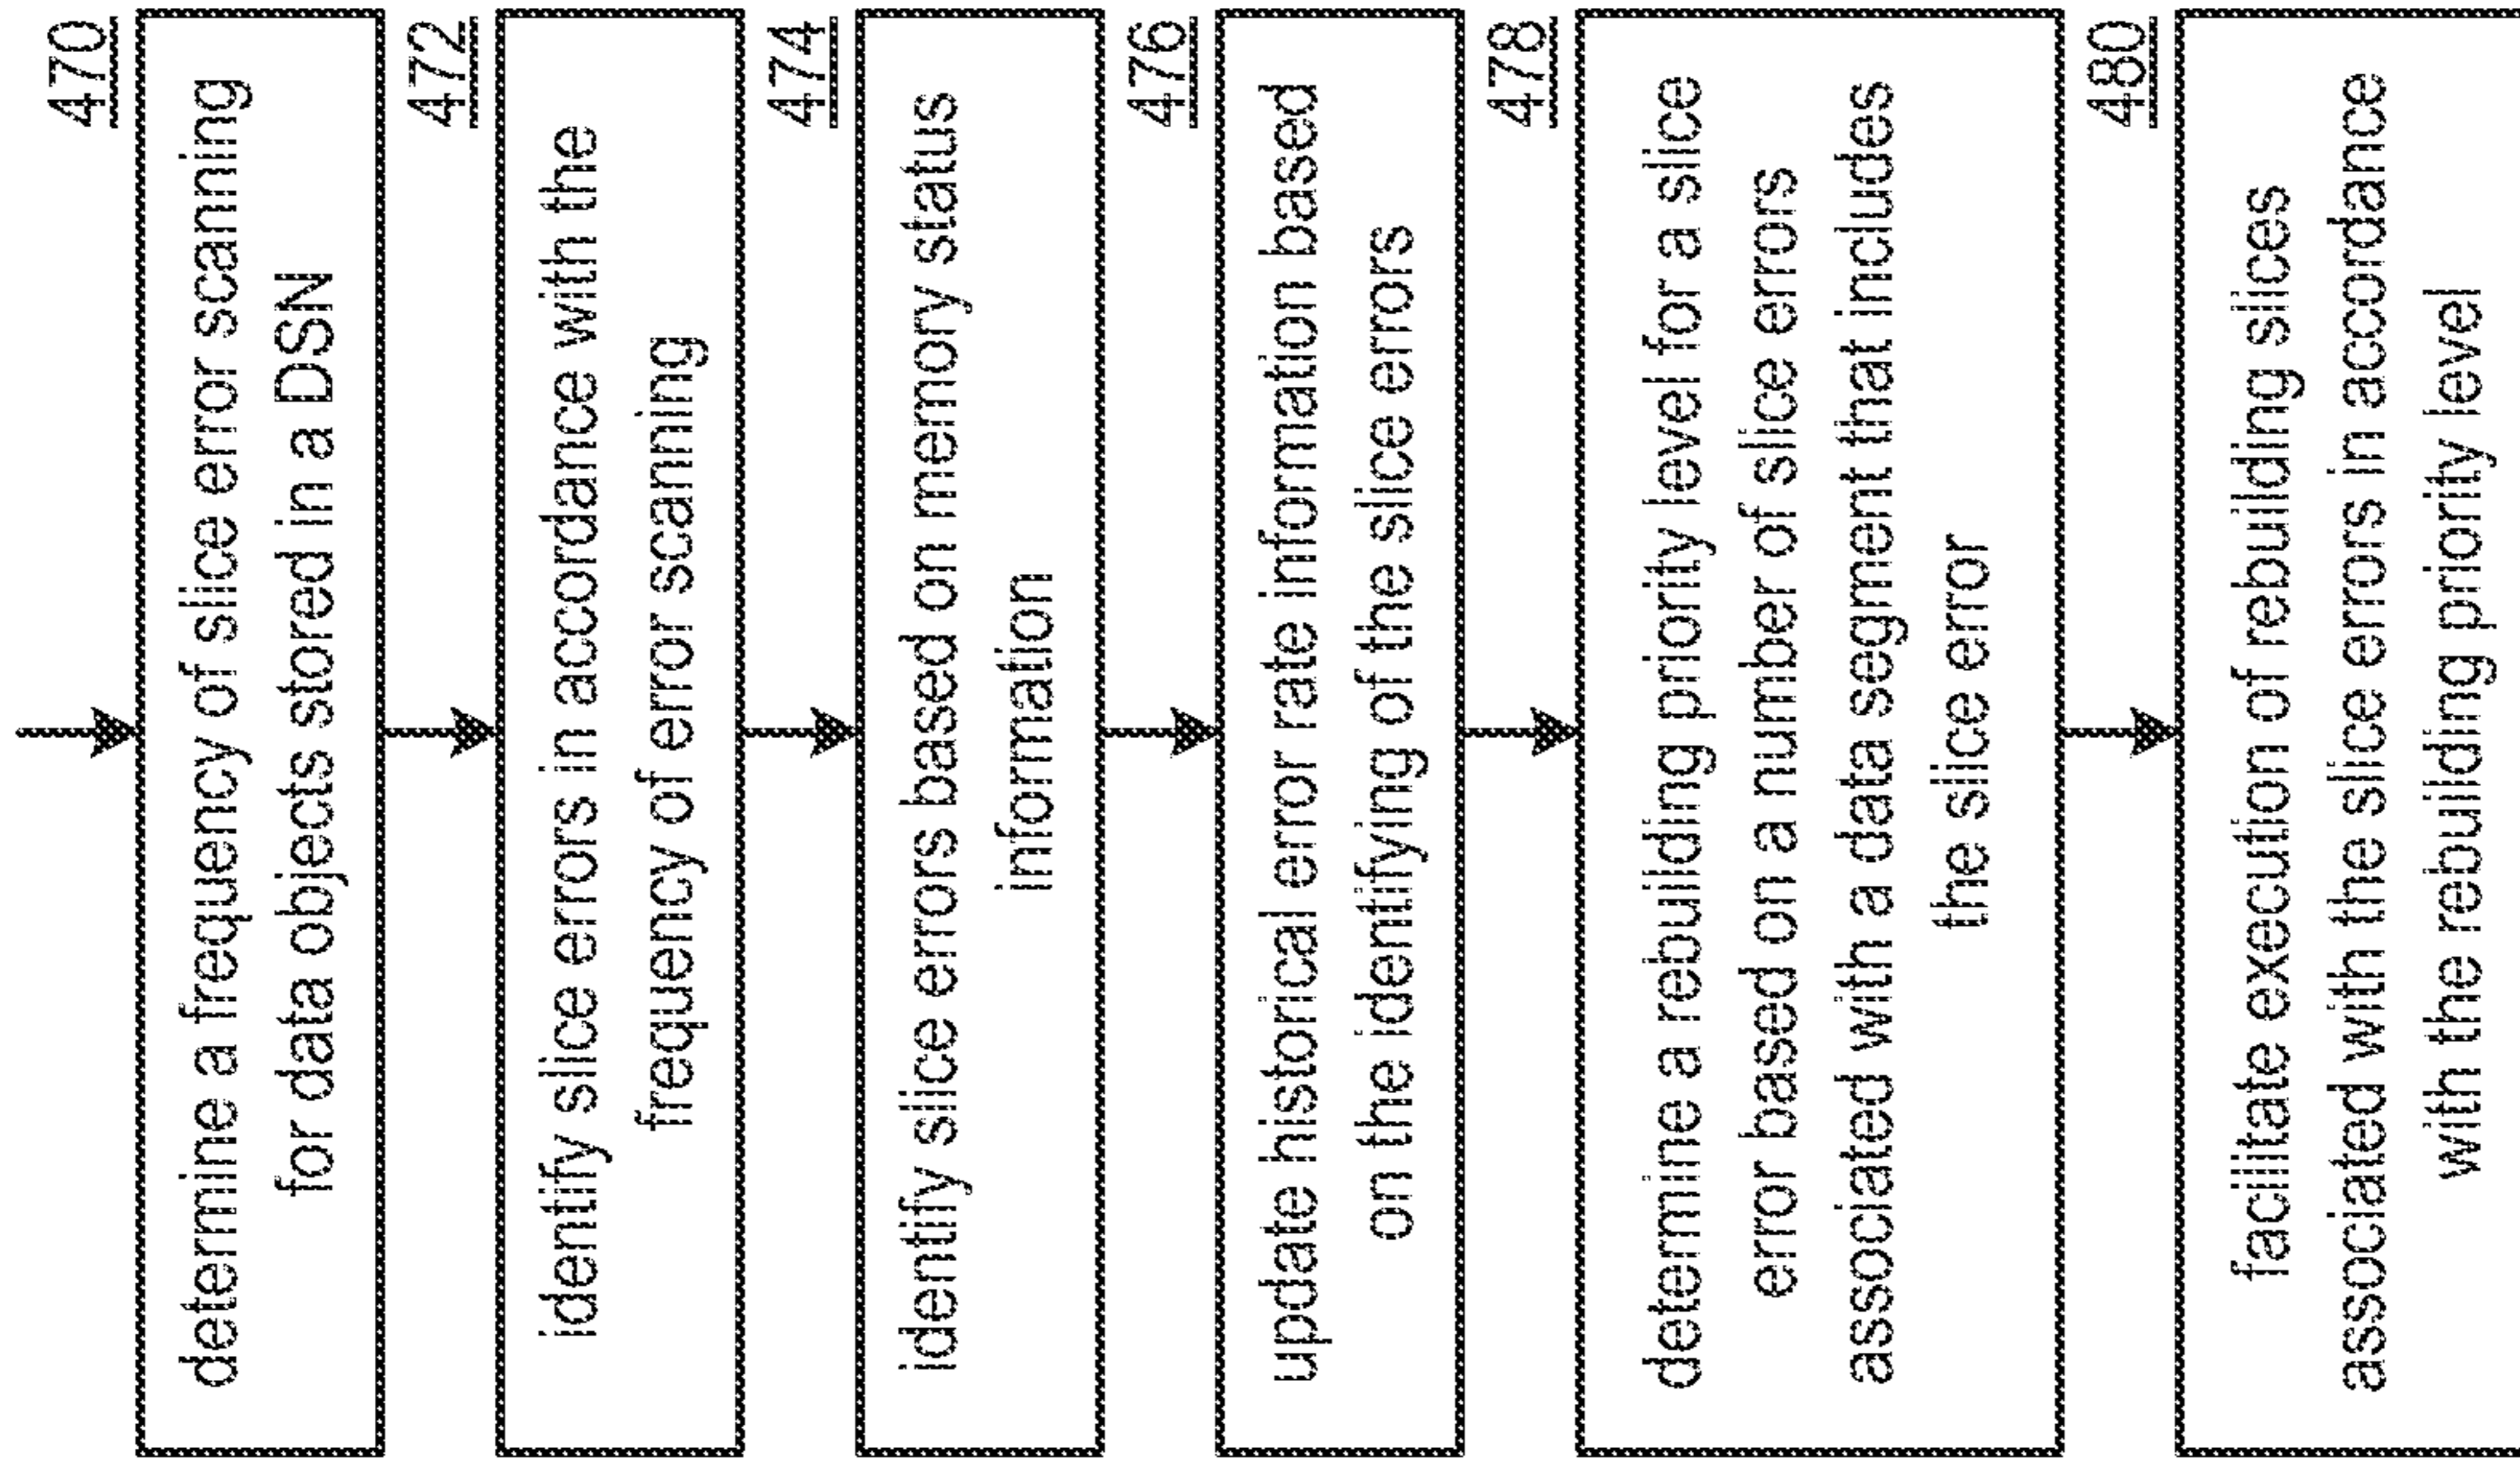 470
determine a frequency of slice error scanning
for data objects stored in a DSN
472
identify slice errors in accordance with the
frequency of error scanning
474
identify slice errors based on memory status
information
476
update historical error rate information based
on the identifying of the slice errors
478
determine a rebuilding priority level for a slice
error based on a number of slice errors
associated with a data segment that includes
the slice error
480
facilitate execution of rebuilding slices
associated with the slice errors in accordance
with the rebuilding priority level